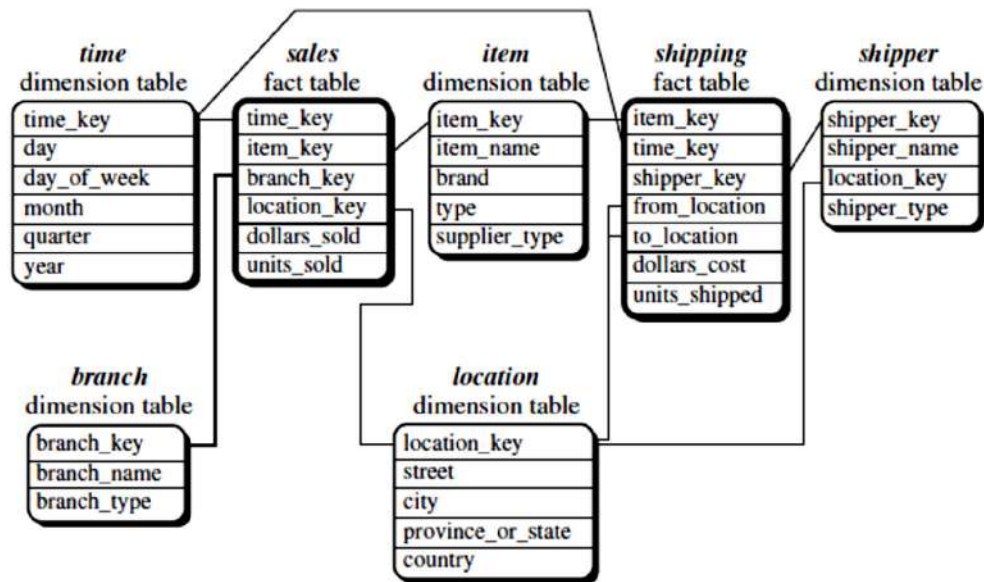 time
dimension table
time_key
day
day_of_week
month
quarter
year
sales
fact table
time_key
item_key
branch_key
location_key
dollars_sold
units_sold
item
dimension table
item_key
item_name
brand
type
supplier_type
shipping
fact table
item_key
time_key
shipper_key
from_location
to_location
dollars_cost
units_shipped
shipper
dimension table
shipper_key
shipper_name
location_key
shipper_type
branch
dimension table
branch_key
branch_name
branch_type
location
dimension table
location_key
street
city
province_or_state
country